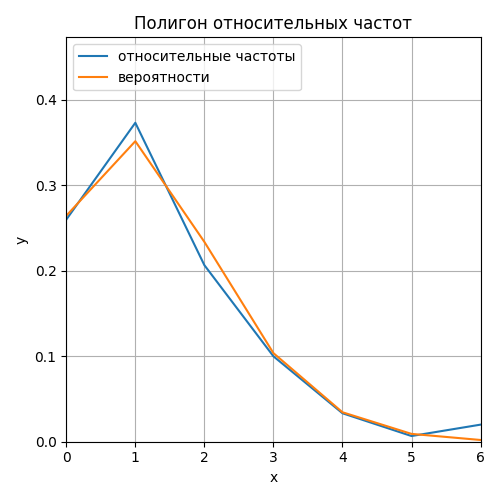 Полигон относительных частот
относительные частоты
вероятности
0.4
0.3
y
0.2
0.1
0.0
0 1 2 3 4 5 6
x